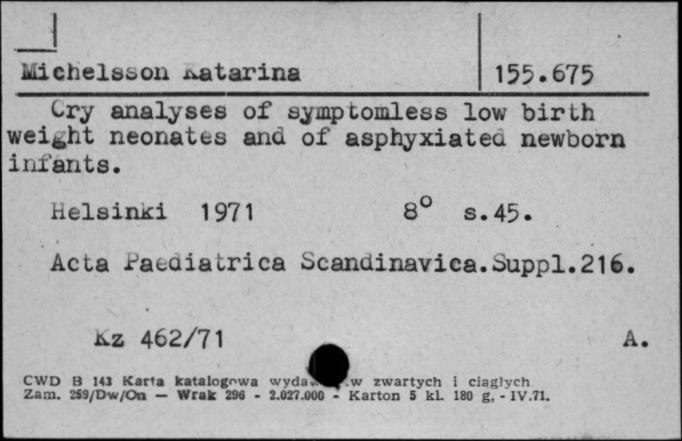 Michelsson Katarina 155.675
Cry analyses of symptomless low birth
weight neonates and of asphyxiated newborn
infants.
Helsinki 1971 8° s.45.
Acta Paediatrica Scandinavica.Suppl.216.
Kz 462/71 A.
CWD B 143 Karta katalogowa zwartych i ciągłych
Zam. 259/Dw/On — Wrak 296 - 2.027.000 - Karton 5 kl. 180 g, - IV.71.